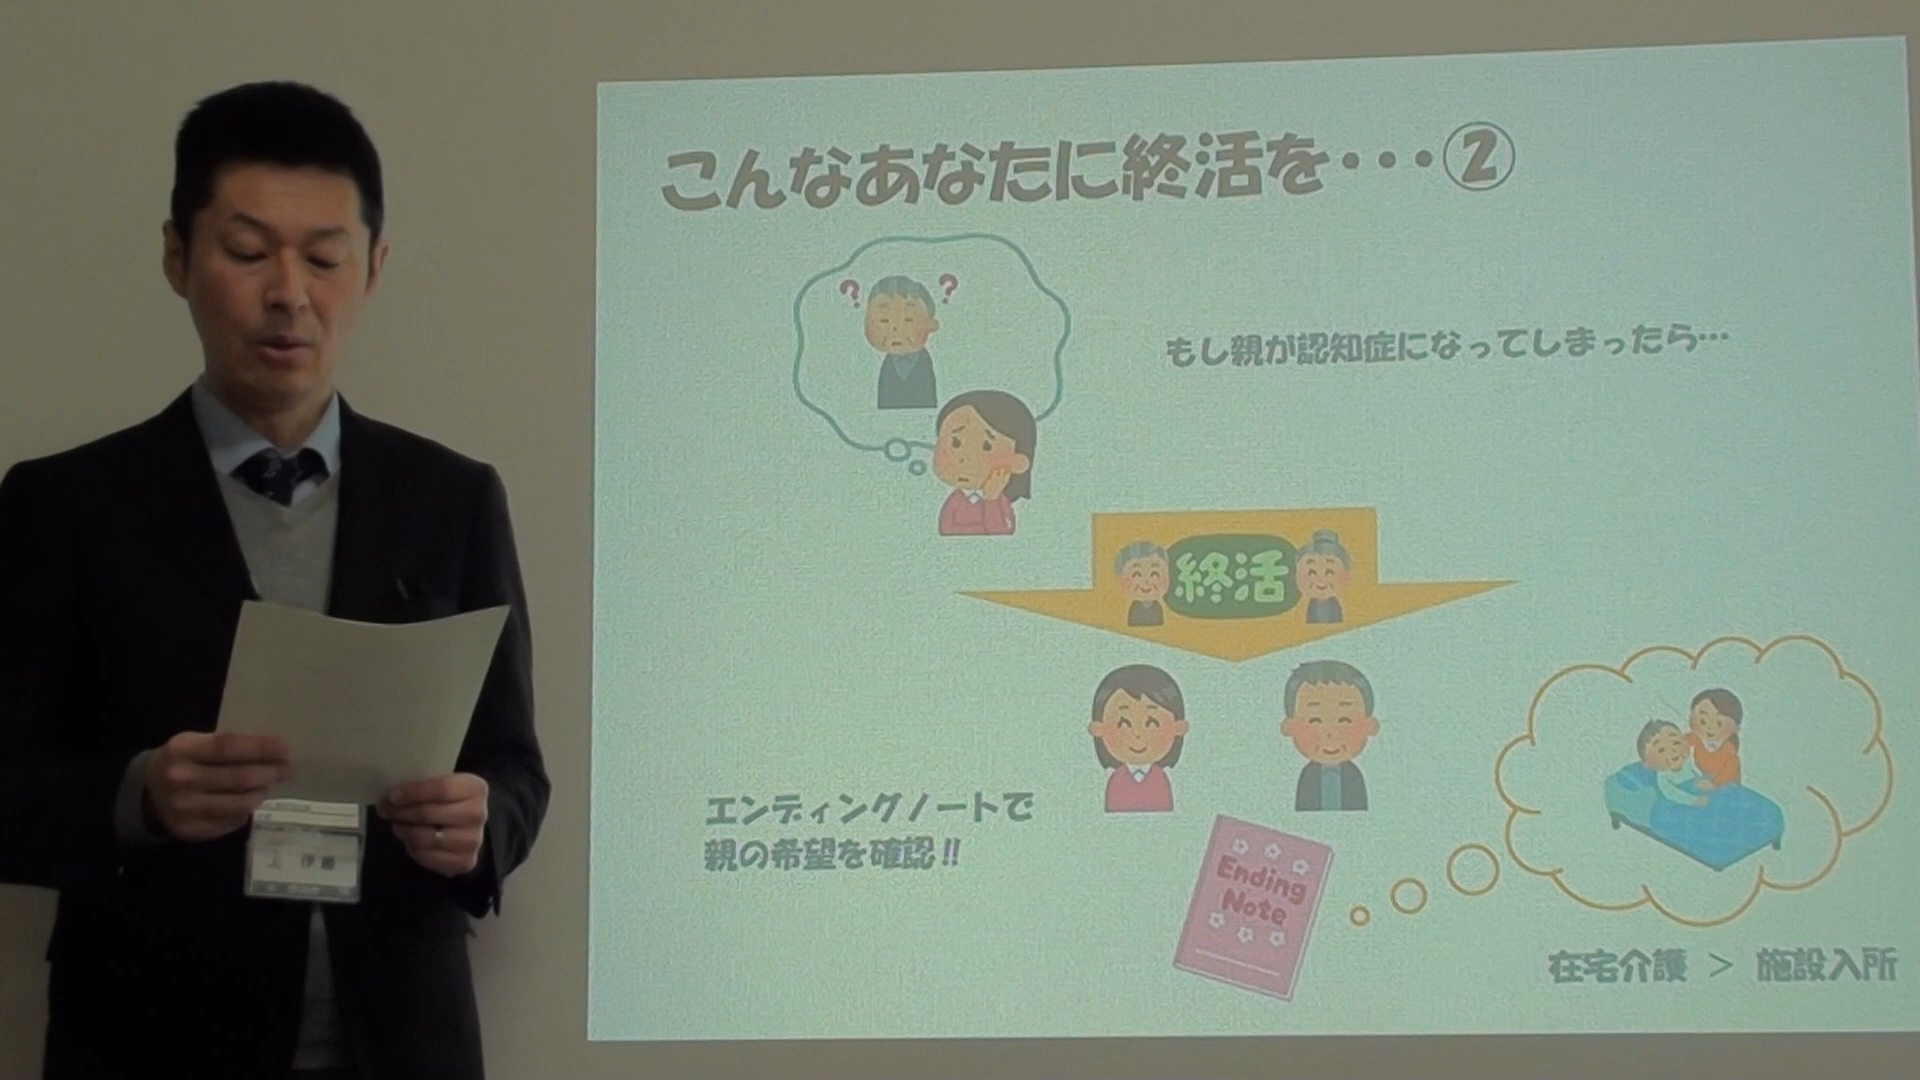 こんなあなたに終活を・・・②
? ?
もし親が認知症になってしまったら…
終活
エンディングノートで
親の希望を確認!!
Ending
Note
在宅介護 > 施設入所
伊藤